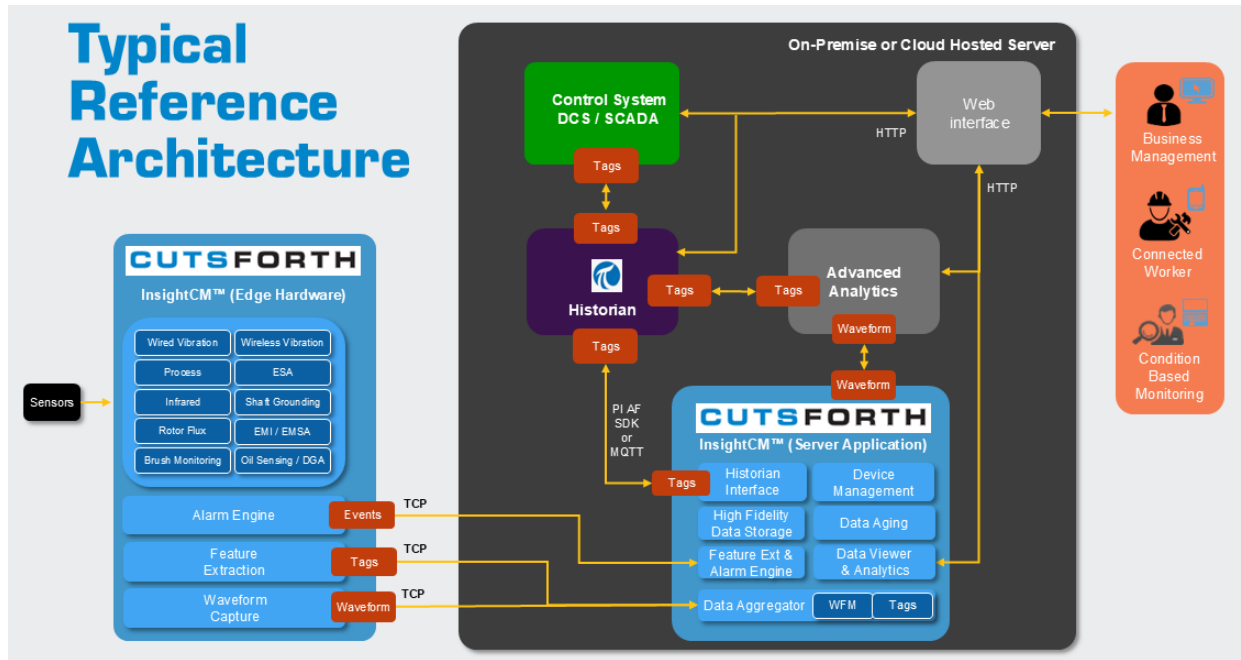 Typical
Reference
Architecture
On-Premise or Cloud Hosted Server
Control System
DCS / SCADA
Tags
Web
interface
HTTP
HTTP
Business
Management
Connected
Worker
Condition
Based
Monitoring
Tags
Historian
Tags
Tags
Tags
Advanced
Analytics
Waveform
Waveform
PI AF
SDK
or
MQTT
CUTSFORTH
InsightCM™ (Edge Hardware)
Wired Vibration
Wireless Vibration
Process
ESA
Infrared
Shaft Grounding
Rotor Flux
EMI / EMSA
Brush Monitoring
Oil Sensing / DGA
Sensors
Alarm Engine
Events
TCP
Feature
Extraction
Tags
TCP
Waveform
Capture
Waveform
TCP
CUTSFORTH
InsightCM™ (Server Application)
Tags
Historian
Interface
Device
Management
High Fidelity
Data Storage
Data Aging
Feature Ext &
Alarm Engine
Data Viewer
& Analytics
Data Aggregator
WFM
Tags